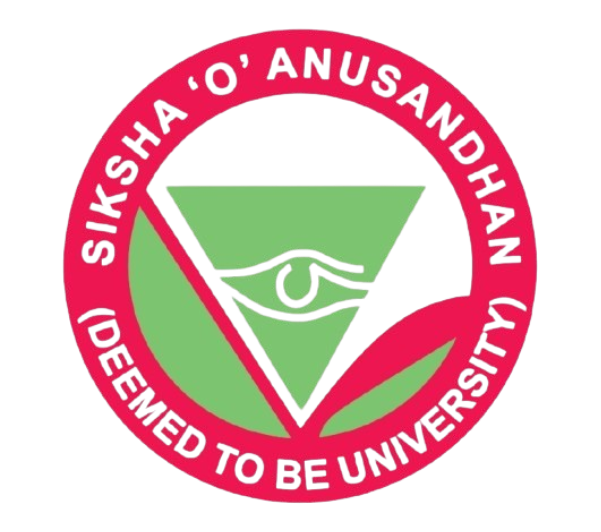 SIKSHA ‘O’ ANUSANDHAN
(DEEMED TO BE UNIVERSITY)